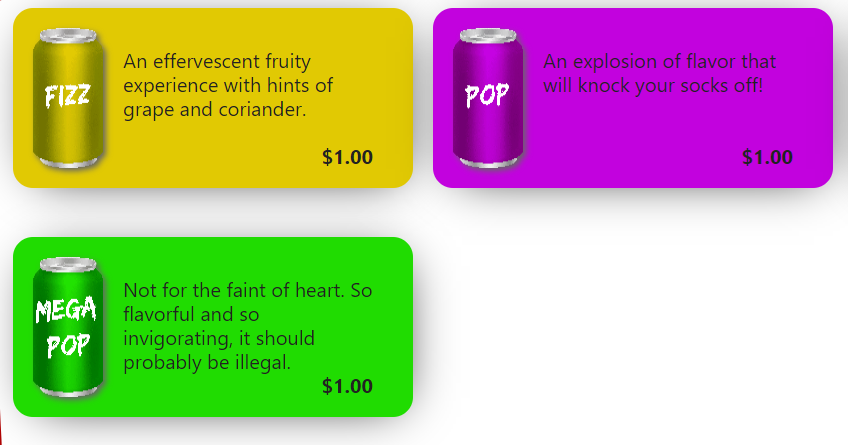 FIZZ
An effervescent fruity
experience with hints of
grape and coriander.
$1.00
POP
An explosion of flavor that
will knock your socks off!
$1.00
MEGA
POP
Not for the faint of heart. So
flavorful and so
invigorating, it should
probably be illegal.
$1.00